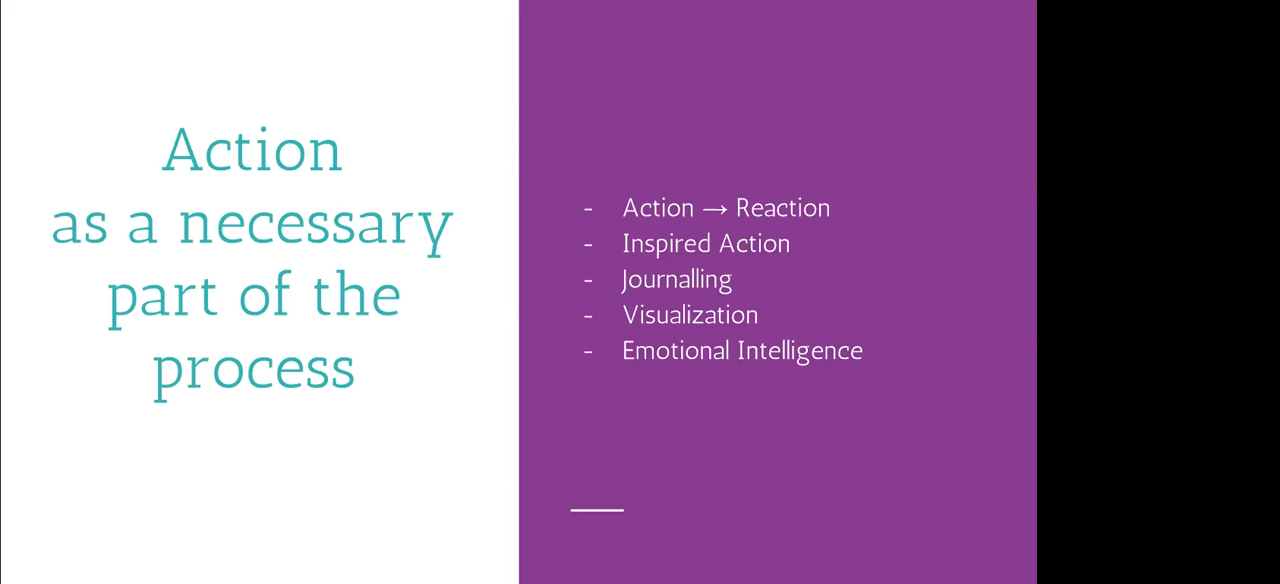 Action
as a necessary
part of the
process
- Action → Reaction
- Inspired Action
- Journalling
- Visualization
- Emotional Intelligence